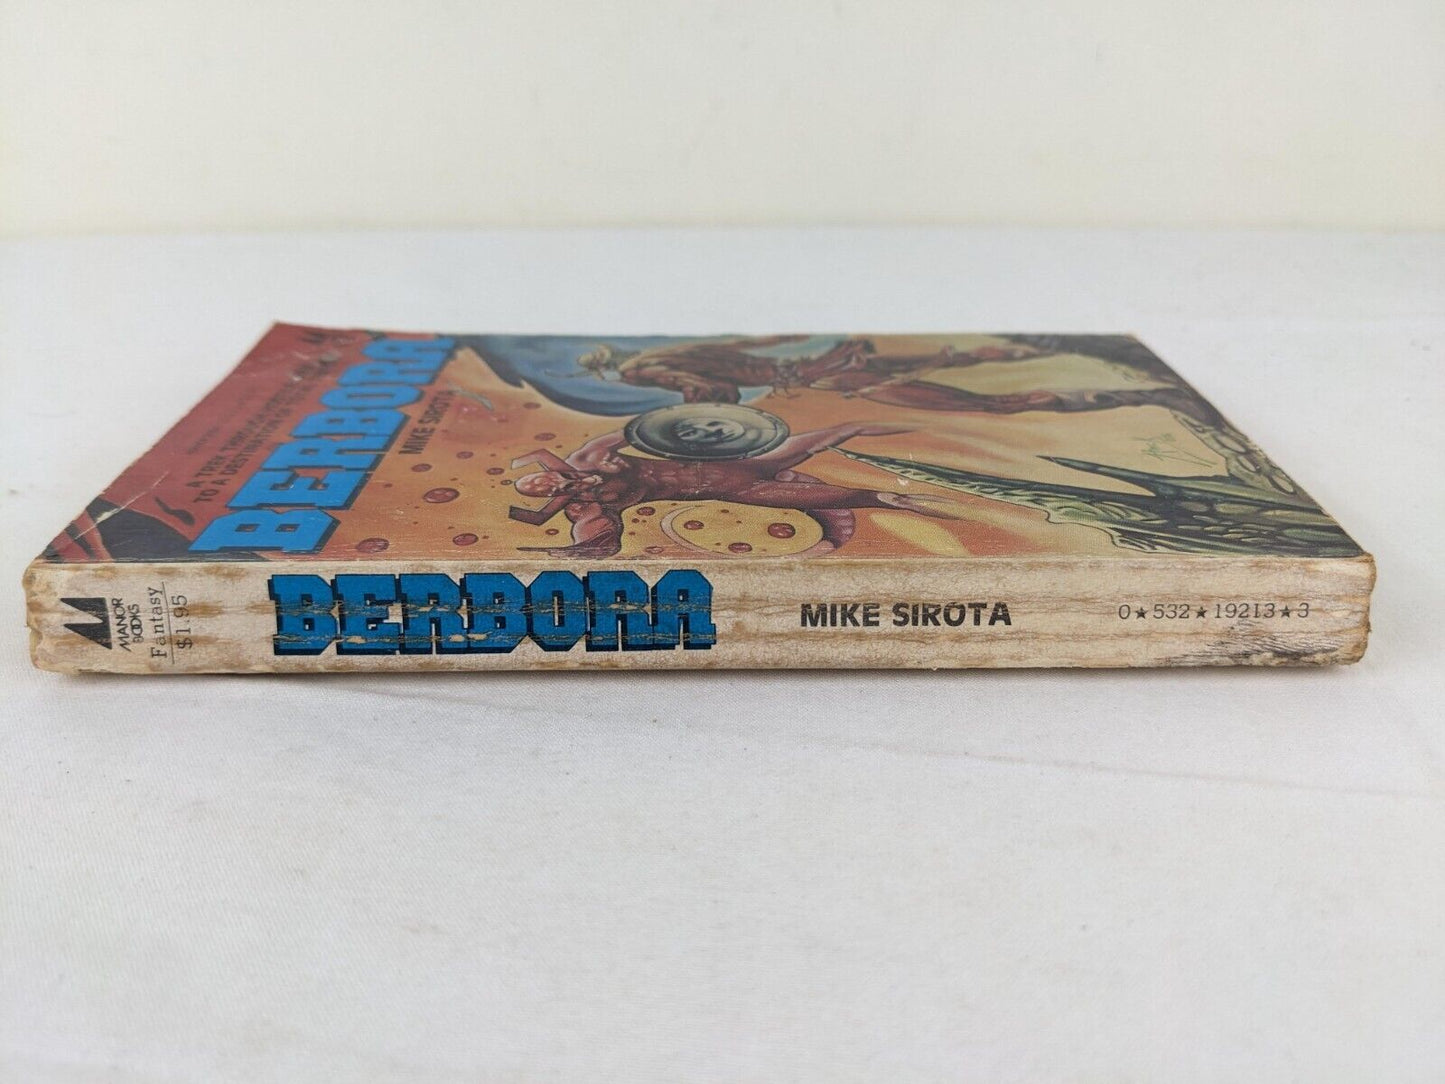 A TREK THROUGH
TO A DESTINATION OF
BERBORA
MIKE SIROTA
MANOR
BOOKS
Fantasy
$1.95
BERBORA
MIKE SIROTA
0★532★19213★3